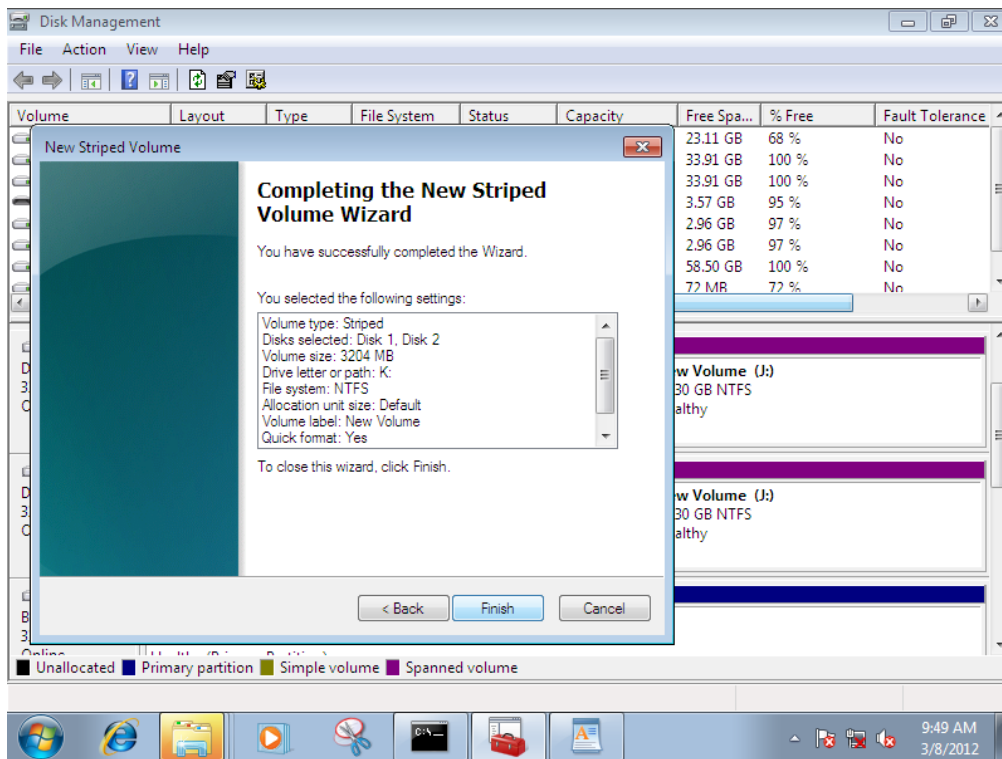 Disk Management
File Action View Help
Volume Layout Type File System Status Capacity Free Spa... % Free Fault Tolerance
23.11 GB 68 % No
33.91 GB 100 % No
33.91 GB 100 % No
3.57 GB 95 % No
2.96 GB 97 % No
2.96 GB 97 % No
58.50 GB 100 % No
72 MB 72 % No
New Striped Volume
Completing the New Striped
Volume Wizard
You have successfully completed the Wizard.
You selected the following settings:
Volume type: Striped
Disks selected: Disk 1, Disk 2
Volume size: 3204 MB
Drive letter or path: K:
File system: NTFS
Allocation unit size: Default
Volume label: New Volume
Quick format: Yes
To close this wizard, click Finish.
< Back Finish Cancel
ew Volume (J:)
30 GB NTFS
althy
ew Volume (J:)
30 GB NTFS
althy
Online
Unallocated Primary partition Simple volume Spanned volume
C:\_
9:49 AM
3/8/2012